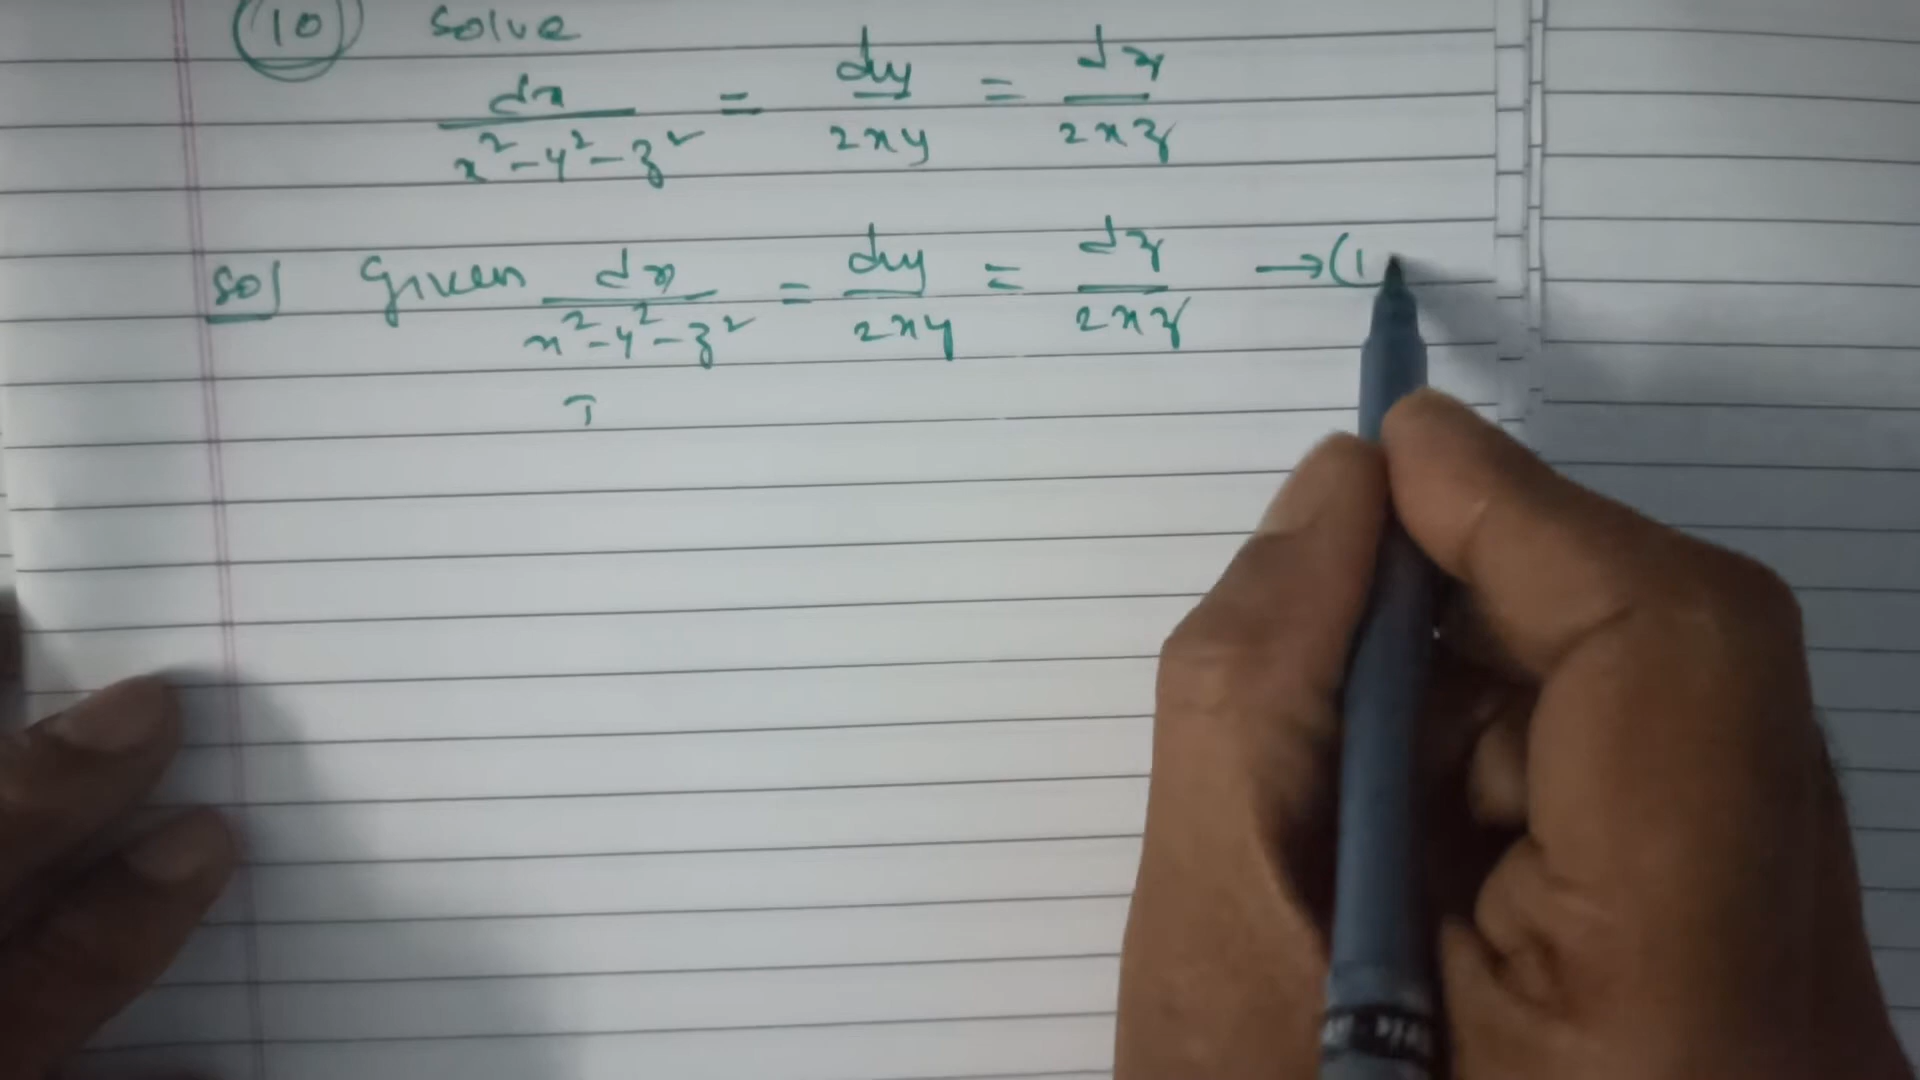 10 Solve
dx/(x²-y²-z²) = dy/2xy = dz/2xz
Sol Given dx/(x²-y²-z²) = dy/2xy = dz/2xz →(1
I